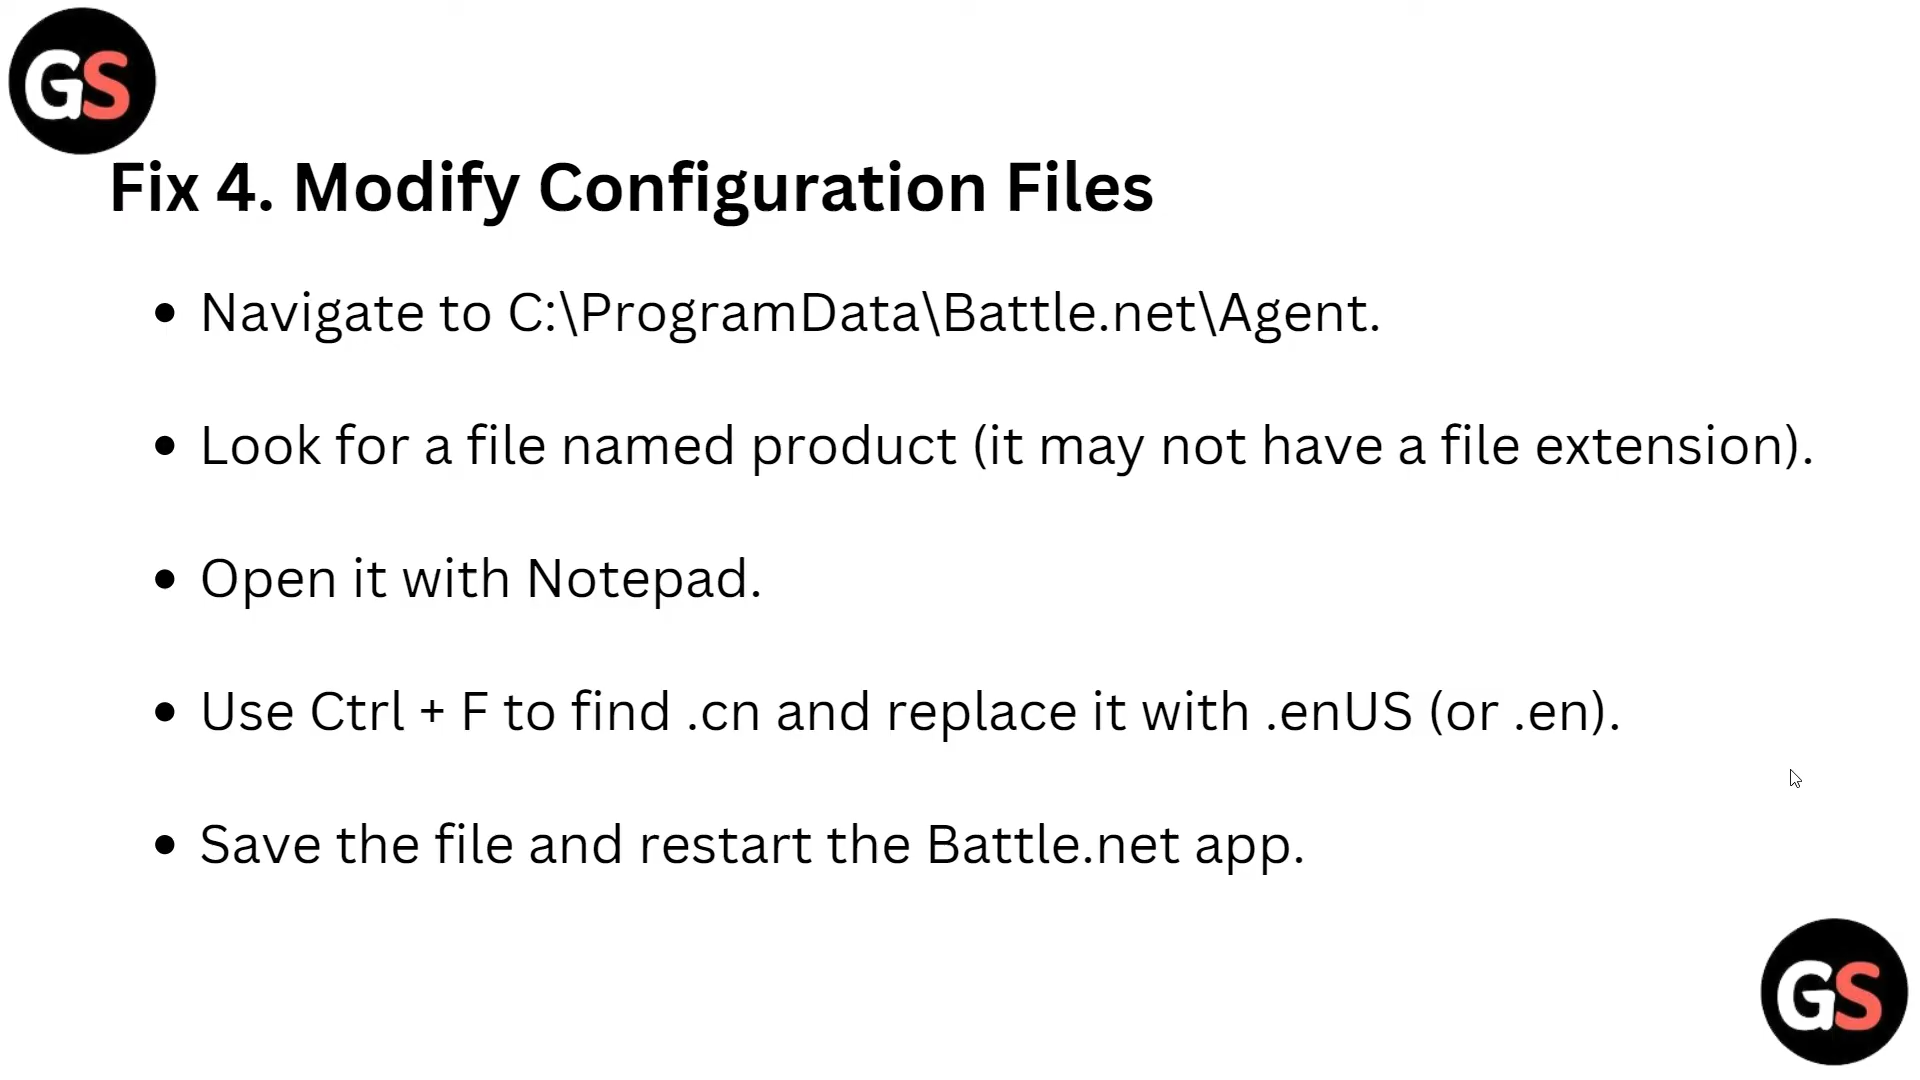 GS
Fix 4. Modify Configuration Files
• Navigate to C:\ProgramData\Battle.net\Agent.
• Look for a file named product (it may not have a file extension).
• Open it with Notepad.
• Use Ctrl + F to find .cn and replace it with .enUS (or .en).
• Save the file and restart the Battle.net app.
GS